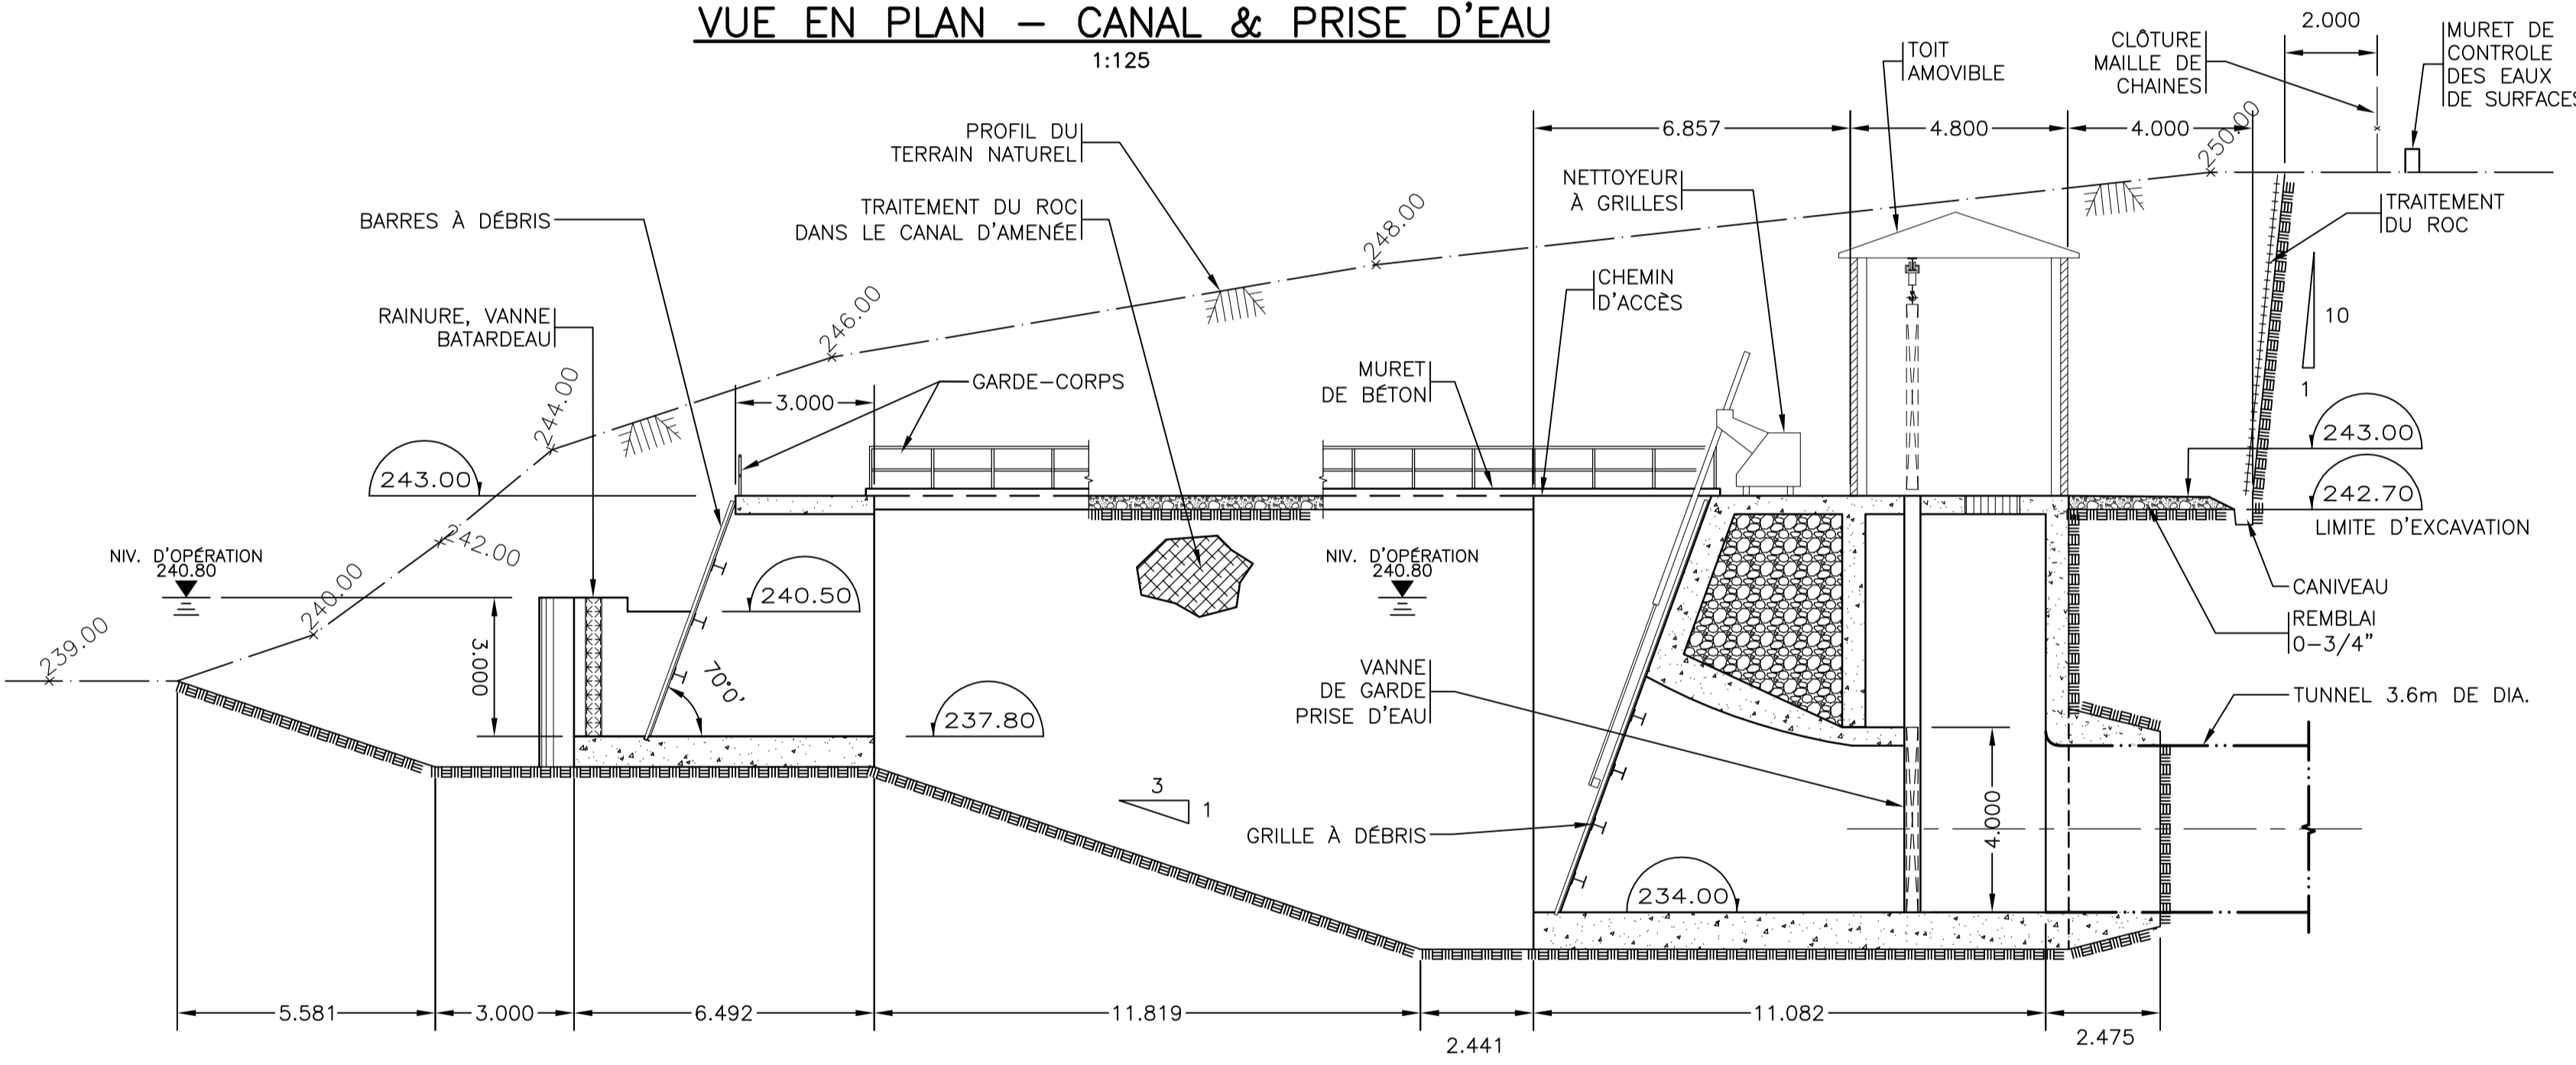 VUE EN PLAN – CANAL & PRISE D'EAU
1:125
2.000
MURET DE
CONTROLE
DES EAUX
DE SURFACES
CLÔTURE
MAILLE DE
CHAINES
TOIT
AMOVIBLE
6.857
4.800
4.000
250.00
PROFIL DU
TERRAIN NATUREL
NETTOYEUR
À GRILLES
TRAITEMENT DU ROC
DANS LE CANAL D'AMENÉE
248.00
TRAITEMENT
DU ROC
BARRES À DÉBRIS
CHEMIN
D'ACCÈS
246.00
RAINURE, VANNE
BATARDEAU
10
1
MURET
DE BÉTON
GARDE–CORPS
3.000
244.00
243.00
243.00
242.70
LIMITE D'EXCAVATION
242.00
NIV. D'OPÉRATION
240.80
NIV. D'OPÉRATION
240.80
240.00
240.50
CANIVEAU
REMBLAI
0–3/4"
239.00
3.000
70°0'
VANNE
DE GARDE
PRISE D'EAU
TUNNEL 3.6m DE DIA.
237.80
3
1
GRILLE À DÉBRIS
4.000
234.00
5.581
3.000
6.492
11.819
2.441
11.082
2.475